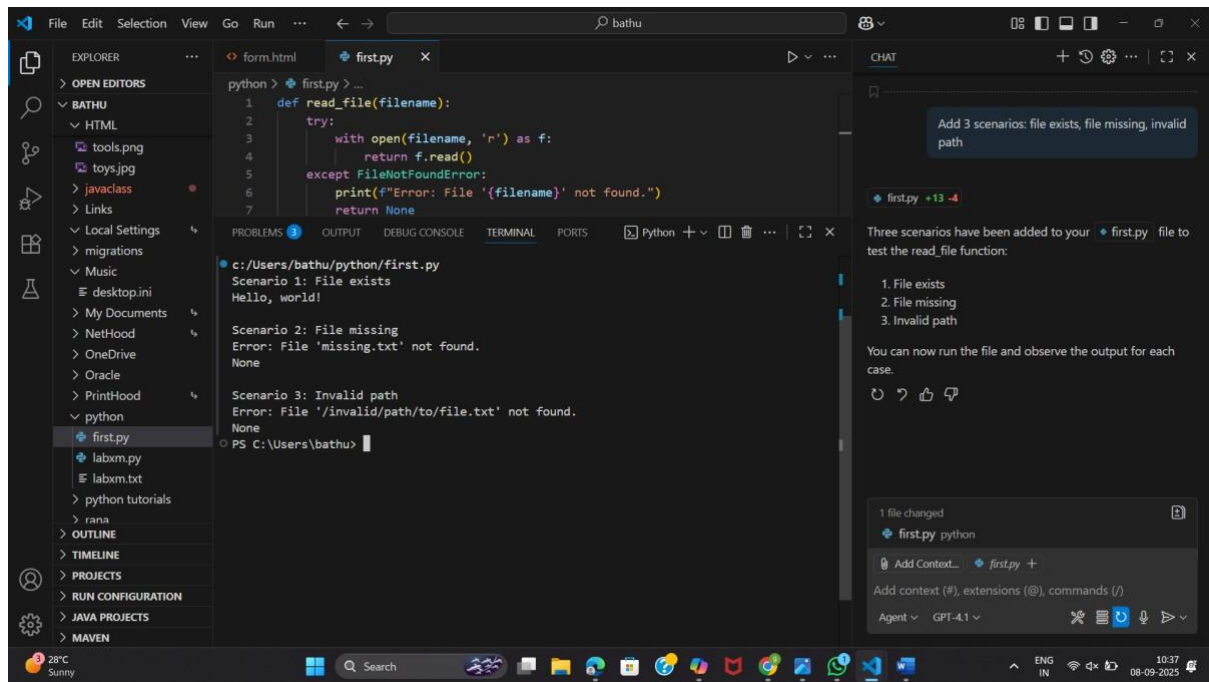 File Edit Selection View Go Run ... bathu
EXPLORER ...
> OPEN EDITORS
BATHU
HTML
tools.png
toys.jpg
> javaclass
> Links
Local Settings
> migrations
Music
desktop.ini
> My Documents
> NetHood
> OneDrive
> Oracle
> PrintHood
python
first.py
labxm.py
labxm.txt
> python tutorials
> rana
> OUTLINE
> TIMELINE
> PROJECTS
> RUN CONFIGURATION
> JAVA PROJECTS
> MAVEN
form.html first.py ×
python > first.py > ...
1 def read_file(filename):
2 try:
3 with open(filename, 'r') as f:
4 return f.read()
5 except FileNotFoundError:
6 print(f"Error: File '{filename}' not found.")
7 return None
PROBLEMS 3 OUTPUT DEBUG CONSOLE TERMINAL PORTS Python
c:/Users/bathu/python/first.py
Scenario 1: File exists
Hello, world!
Scenario 2: File missing
Error: File 'missing.txt' not found.
None
Scenario 3: Invalid path
Error: File '/invalid/path/to/file.txt' not found.
None
PS C:\Users\bathu>
CHAT
Add 3 scenarios: file exists, file missing, invalid
path
first.py +13 -4
Three scenarios have been added to your first.py file to
test the read_file function:
1. File exists
2. File missing
3. Invalid path
You can now run the file and observe the output for each
case.
1 file changed
first.py python
Add Context... first.py +
Add context (#), extensions (@), commands (/)
Agent GPT-4.1
3
28°C
Sunny
Search
ENG
IN
10:37
08-09-2025